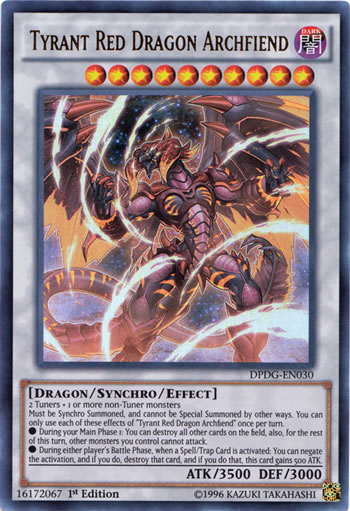 TYRANT RED DRAGON ARCHFIEND
DARK
闇
DPDG-EN030
[DRAGON/SYNCHRO/EFFECT]
2 Tuners + 1 or more non-Tuner monsters
Must be Synchro Summoned, and cannot be Special Summoned by other ways. You can
only use each of these effects of "Tyrant Red Dragon Archfiend" once per turn.
● During your Main Phase 1: You can destroy all other cards on the field, also, for the rest
of this turn, other monsters you control cannot attack.
● During either player's Battle Phase, when a Spell/Trap Card is activated: You can negate
the activation, and if you do, destroy that card, and if you do that, this card gains 500 ATK.
ATK/3500 DEF/3000
16172067 1st Edition ©1996 KAZUKI TAKAHASHI